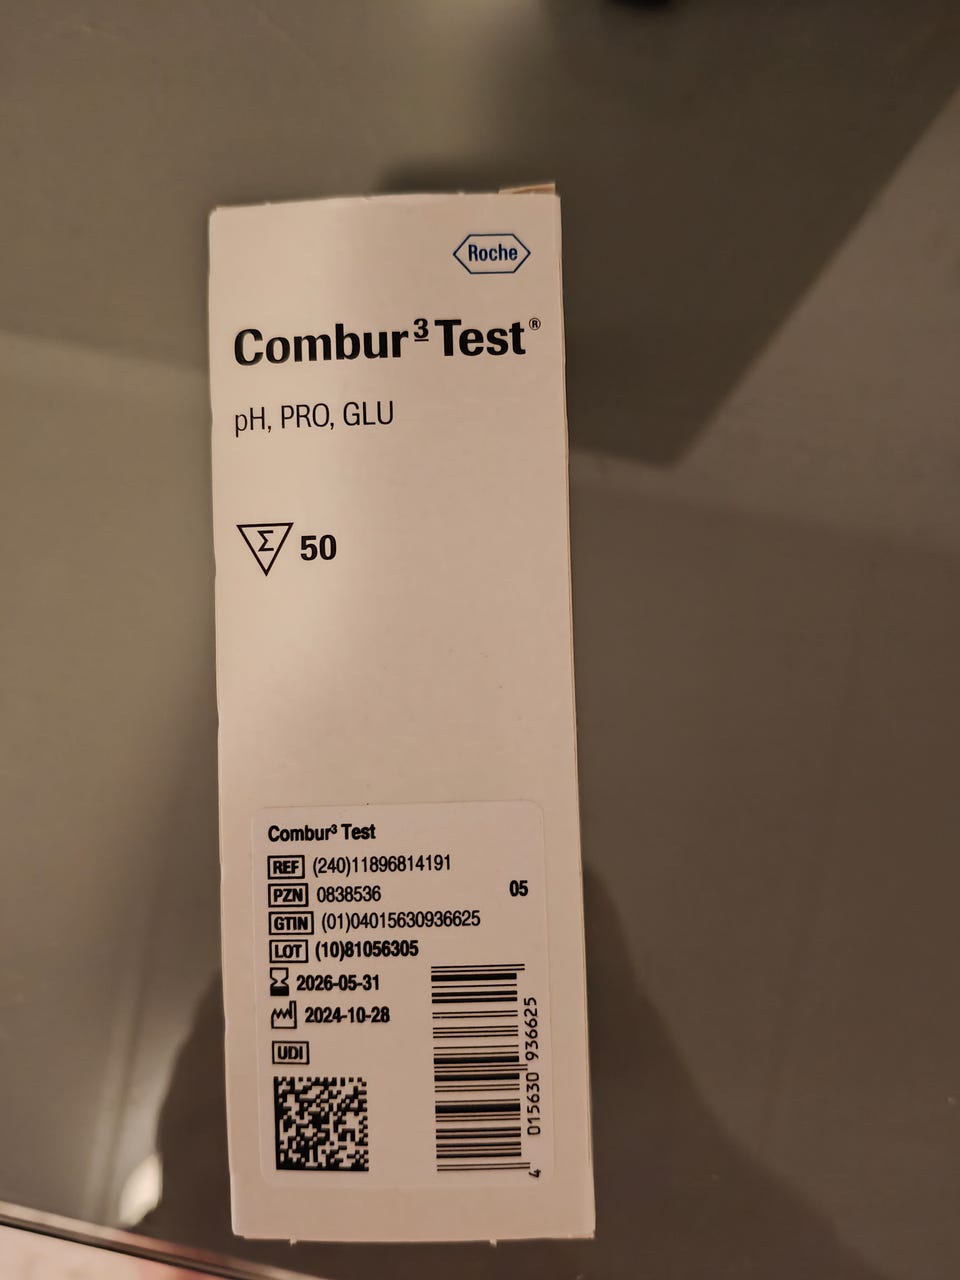 Roche
Combur³ Test®
pH, PRO, GLU
Σ 50
Combur³ Test
REF (240)11896814191
PZN 0838536
05
GTIN (01)04015630936625
LOT (10)81056305
2026-05-31
2024-10-28
UDI
4 015630 936625